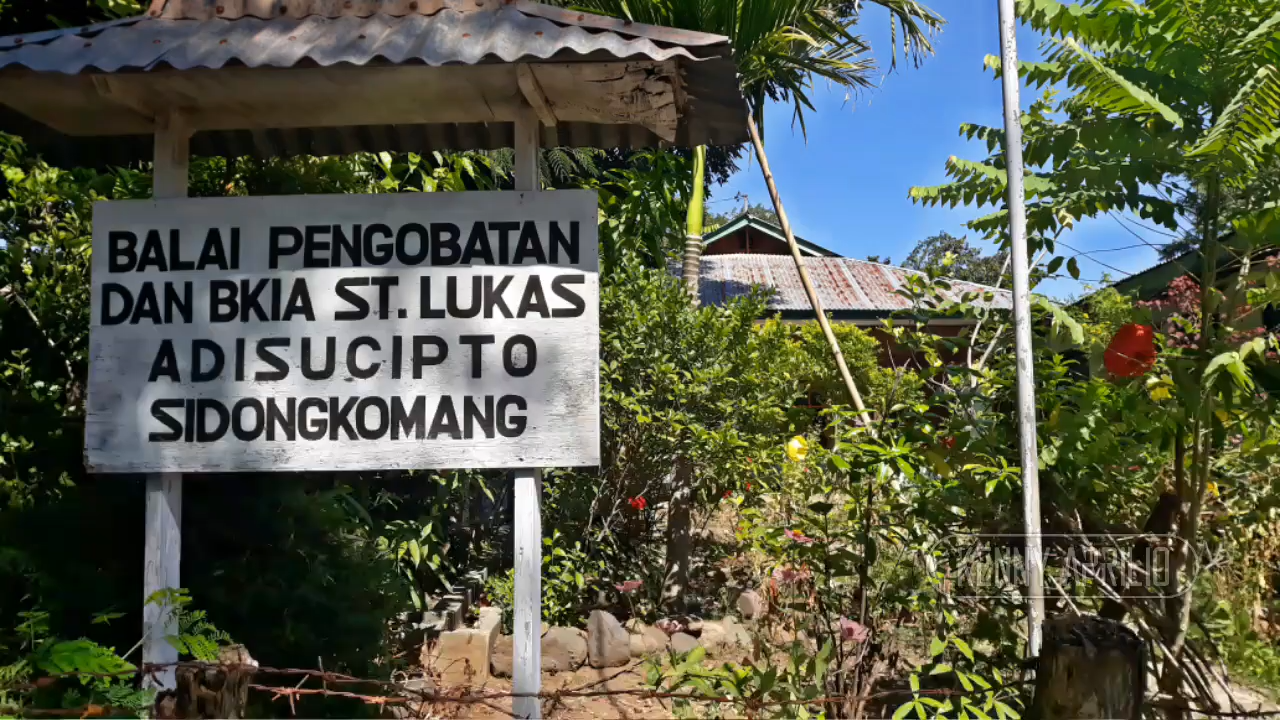 BALAI PENGOBATAN
DAN BKIA ST. LUKAS
ADISUCIPTO
SIDONGKOMANG
KENNY APRILIO